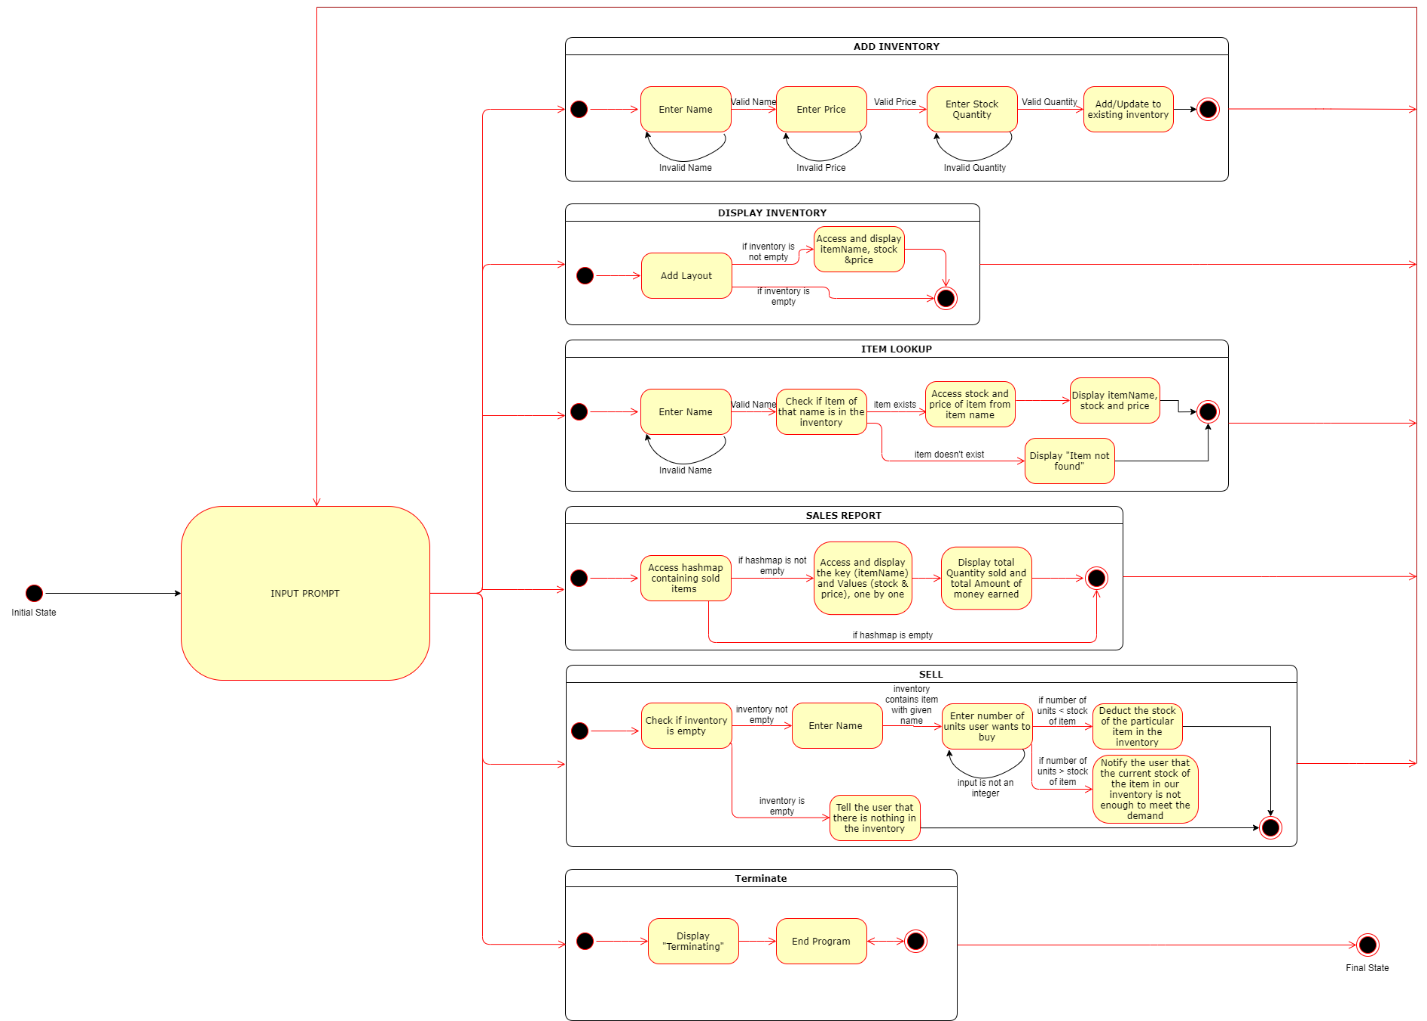 ADD INVENTORY
Enter Name
Valid Name
Enter Price
Valid Price
Enter Stock
Quantity
Valid Quantity
Add/Update to
existing inventory
Invalid Name
Invalid Price
Invalid Quantity
DISPLAY INVENTORY
Add Layout
if inventory is
not empty
Access and display
itemName, stock
&price
if inventory is
empty
ITEM LOOKUP
Enter Name
Valid Name
Check if item of
that name is in the
inventory
item exists
Access stock and
price of item from
item name
Display itemName,
stock and price
item doesn't exist
Display "Item not
found"
Invalid Name
Initial State
INPUT PROMPT
SALES REPORT
Access hashmap
containing sold
items
if hashmap is not
empty
Access and display
the key (itemName)
and Values (stock &
price), one by one
Display total
Quantity sold and
total Amount of
money earned
if hashmap is empty
SELL
Check if inventory
is empty
inventory not
empty
Enter Name
inventory
contains item
with given
name
Enter number of
units user wants to
buy
if number of
units < stock
of item
Deduct the stock
of the particular
item in the
inventory
input is not an
integer
if number of
units > stock
of item
Notify the user that
the current stock of
the item in our
inventory is not
enough to meet the
demand
inventory is
empty
Tell the user that
there is nothing in
the inventory
Terminate
Display
"Terminating"
End Program
Final State